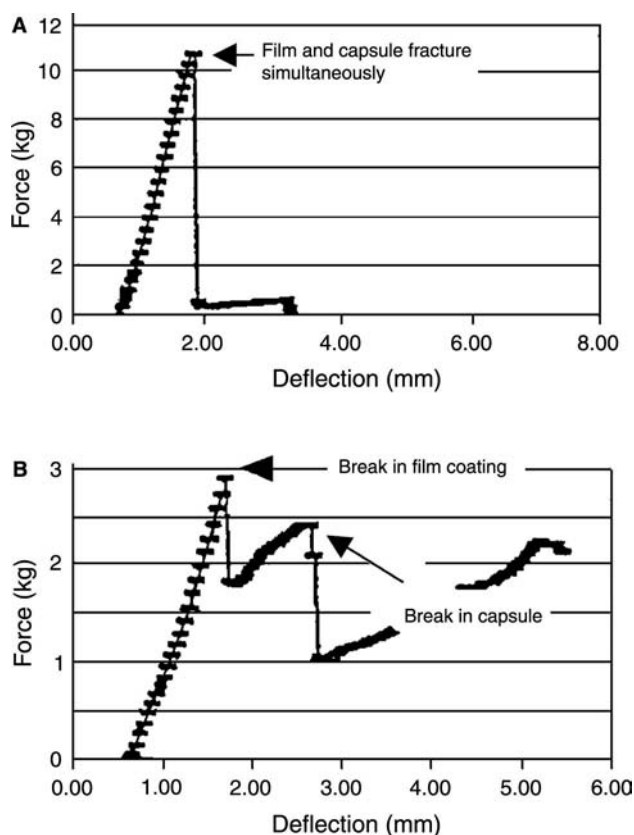 A
12
Film and capsule fracture
simultaneously
10
8
6
4
2
0
Force (kg)
0.00 2.00 4.00 6.00 8.00
Deflection (mm)
B
3
Break in film coating
2
Break in capsule
1
0
Force (kg)
0.00 1.00 2.00 3.00 4.00 5.00 6.00
Deflection (mm)